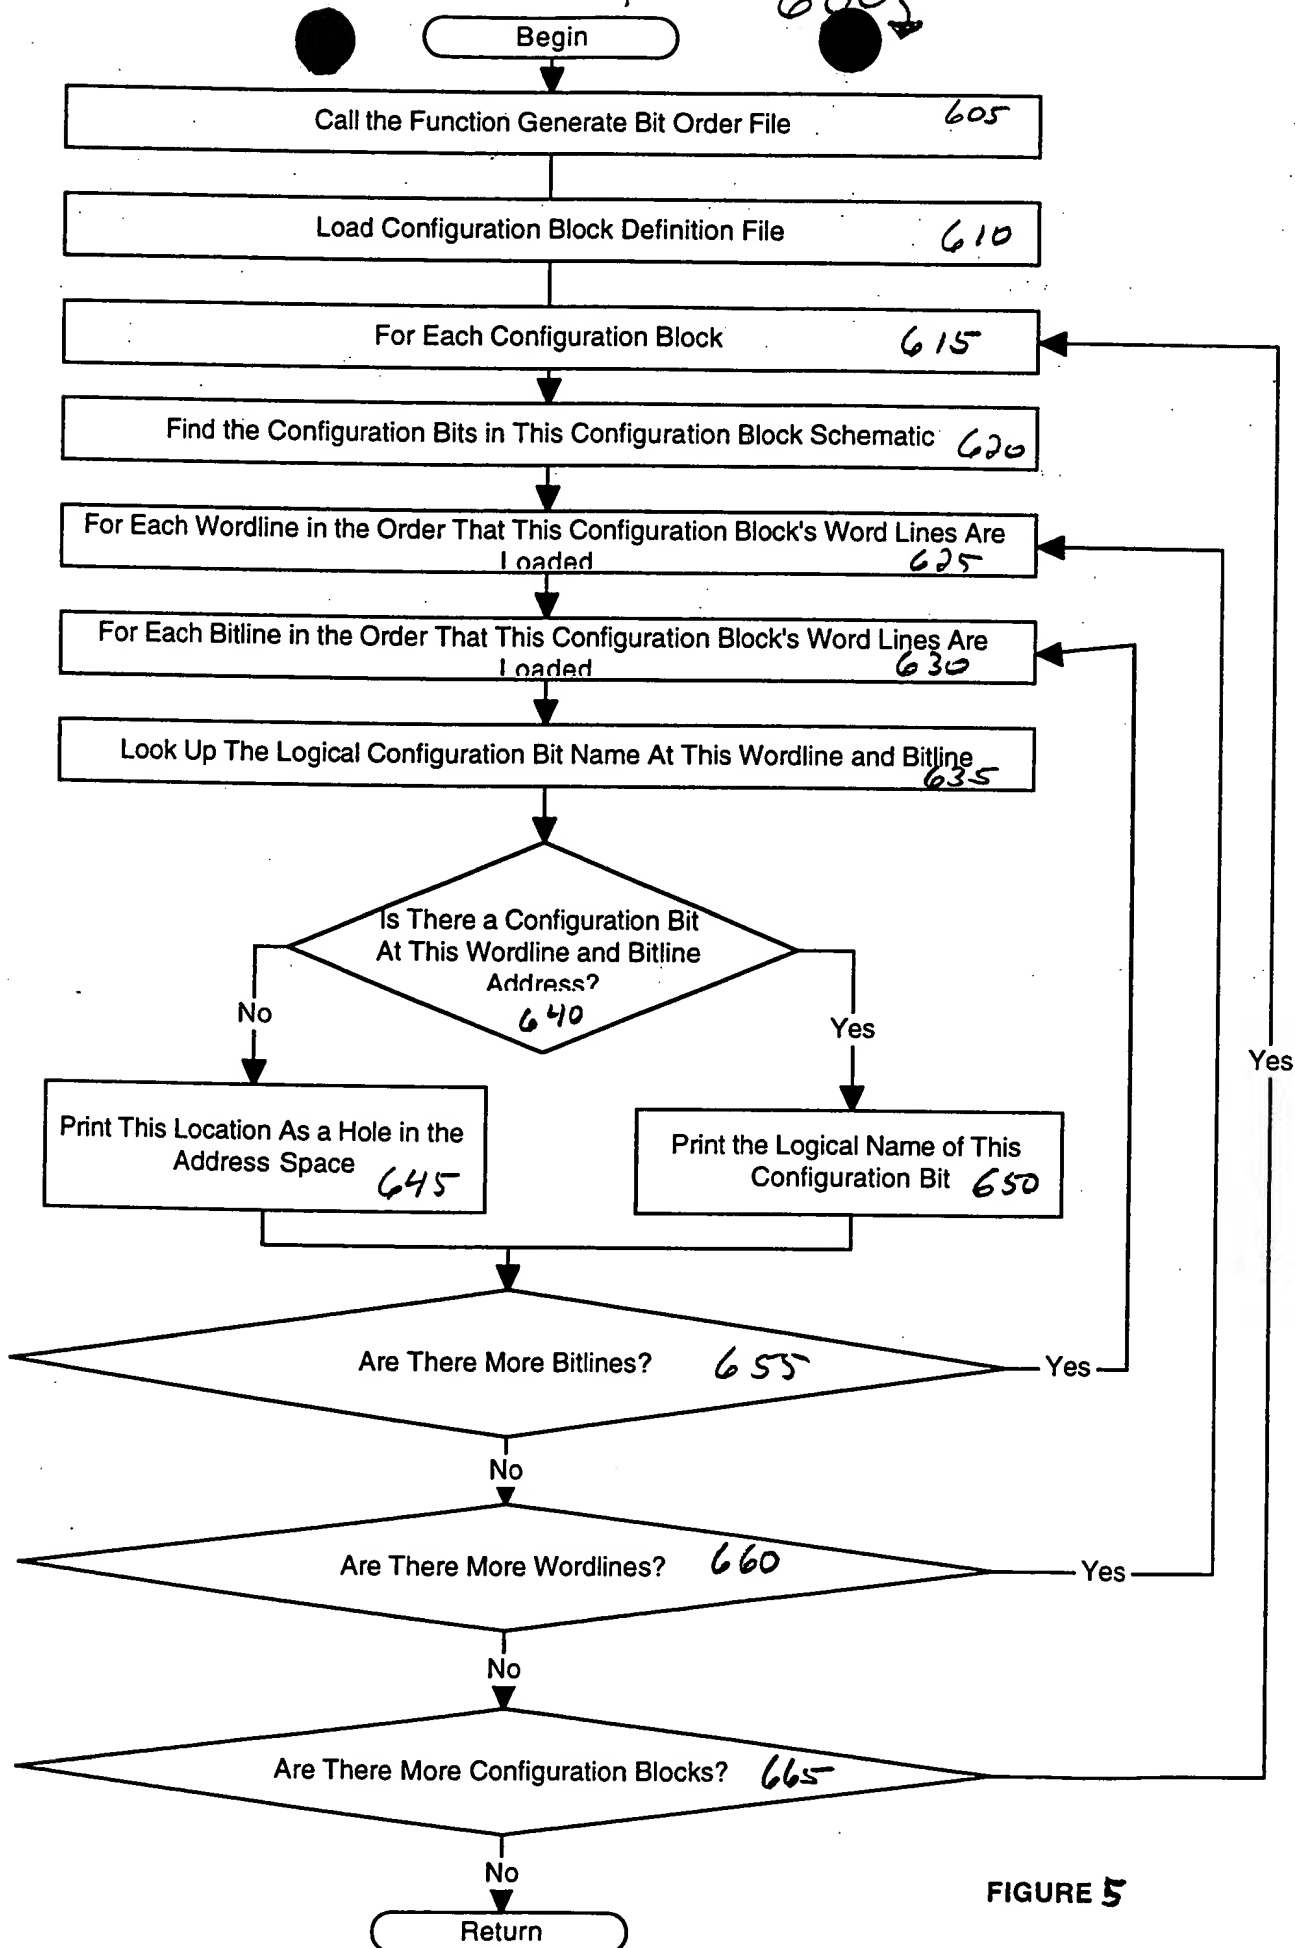 600
Begin
Call the Function Generate Bit Order File 605
Load Configuration Block Definition File 610
For Each Configuration Block 615
Find the Configuration Bits in This Configuration Block Schematic 620
For Each Wordline in the Order That This Configuration Block's Word Lines Are
Loaded 625
For Each Bitline in the Order That This Configuration Block's Word Lines Are
Loaded 630
Look Up The Logical Configuration Bit Name At This Wordline and Bitline
635
Is There a Configuration Bit
At This Wordline and Bitline
Address?
640
No
Yes
Yes
Print This Location As a Hole in the
Address Space 645
Print the Logical Name of This
Configuration Bit 650
Are There More Bitlines? 655
Yes
No
Are There More Wordlines? 660
Yes
No
Are There More Configuration Blocks? 665
No
FIGURE 5
Return